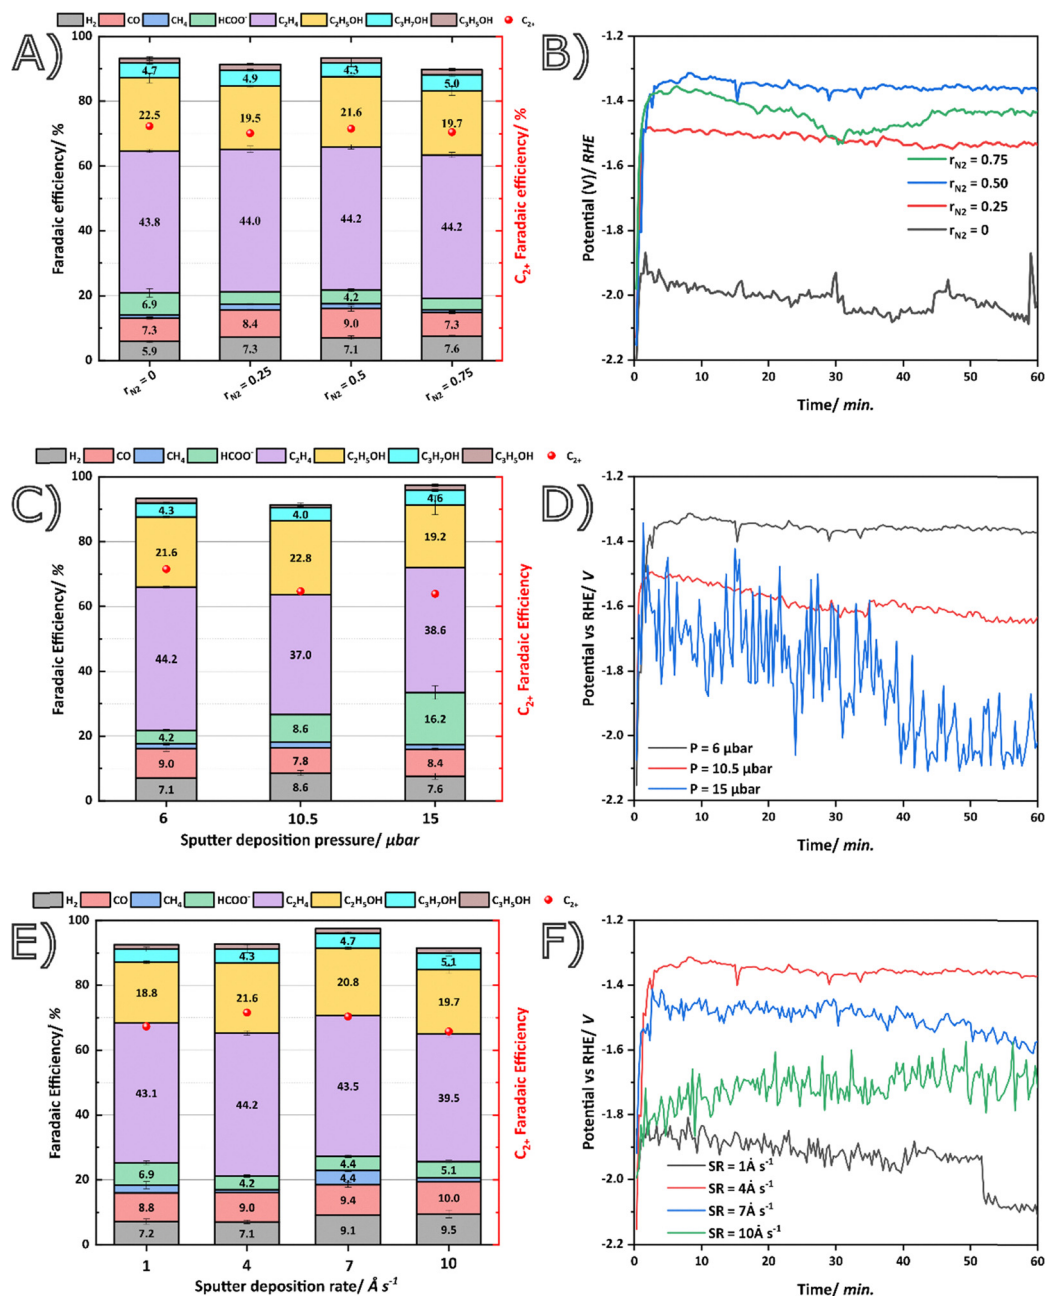 A)
H₂ CO CH₄ HCOO⁻ C₂H₄ C₂H₅OH C₃H₇OH C₃H₅OH C₂₊
Faradaic efficiency/ %
100
80
60
40
20
0
4.7 4.9 4.3 5.0
22.5 19.5 21.6 19.7
43.8 44.0 44.2 44.2
6.9 4.2
7.3 8.4 9.0 7.3
5.9 7.3 7.1 7.6
r_N2 = 0 r_N2 = 0.25 r_N2 = 0.5 r_N2 = 0.75
C₂₊ Faradaic efficiency/ %
B)
Potential (V)/ RHE
-1.2
-1.4
-1.6
-1.8
-2.0
-2.2
r_N2 = 0.75
r_N2 = 0.50
r_N2 = 0.25
r_N2 = 0
0 10 20 30 40 50 60
Time/ min.
C)
H₂ CO CH₄ HCOO⁻ C₂H₄ C₂H₅OH C₃H₇OH C₃H₅OH C₂₊
Faradaic Efficiency/ %
100
80
60
40
20
0
4.3 4.0 4.6
21.6 22.8 19.2
44.2 37.0 38.6
4.2 8.6 16.2
9.0 7.8 8.4
7.1 8.6 7.6
6 10.5 15
Sputter deposition pressure/ μbar
C₂₊ Faradaic Efficiency
D)
Potential vs RHE/ V
-1.2
-1.4
-1.6
-1.8
-2.0
-2.2
P = 6 μbar
P = 10.5 μbar
P = 15 μbar
0 10 20 30 40 50 60
Time/ min.
E)
H₂ CO CH₄ HCOO⁻ C₂H₄ C₂H₅OH C₃H₇OH C₃H₅OH C₂₊
Faradaic Efficiency/ %
100
80
60
40
20
0
4.3 4.7 5.1
18.8 21.6 20.8 19.7
43.1 44.2 43.5 39.5
6.9 4.2 4.4 5.1
4.4
8.8 9.0 9.4 10.0
7.2 7.1 9.1 9.5
1 4 7 10
Sputter deposition rate/ Å s⁻¹
C₂₊ Faradaic Efficiency
F)
Potential vs RHE/ V
-1.2
-1.4
-1.6
-1.8
-2.0
-2.2
SR = 1Å s⁻¹
SR = 4Å s⁻¹
SR = 7Å s⁻¹
SR = 10Å s⁻¹
0 10 20 30 40 50 60
Time/ min.